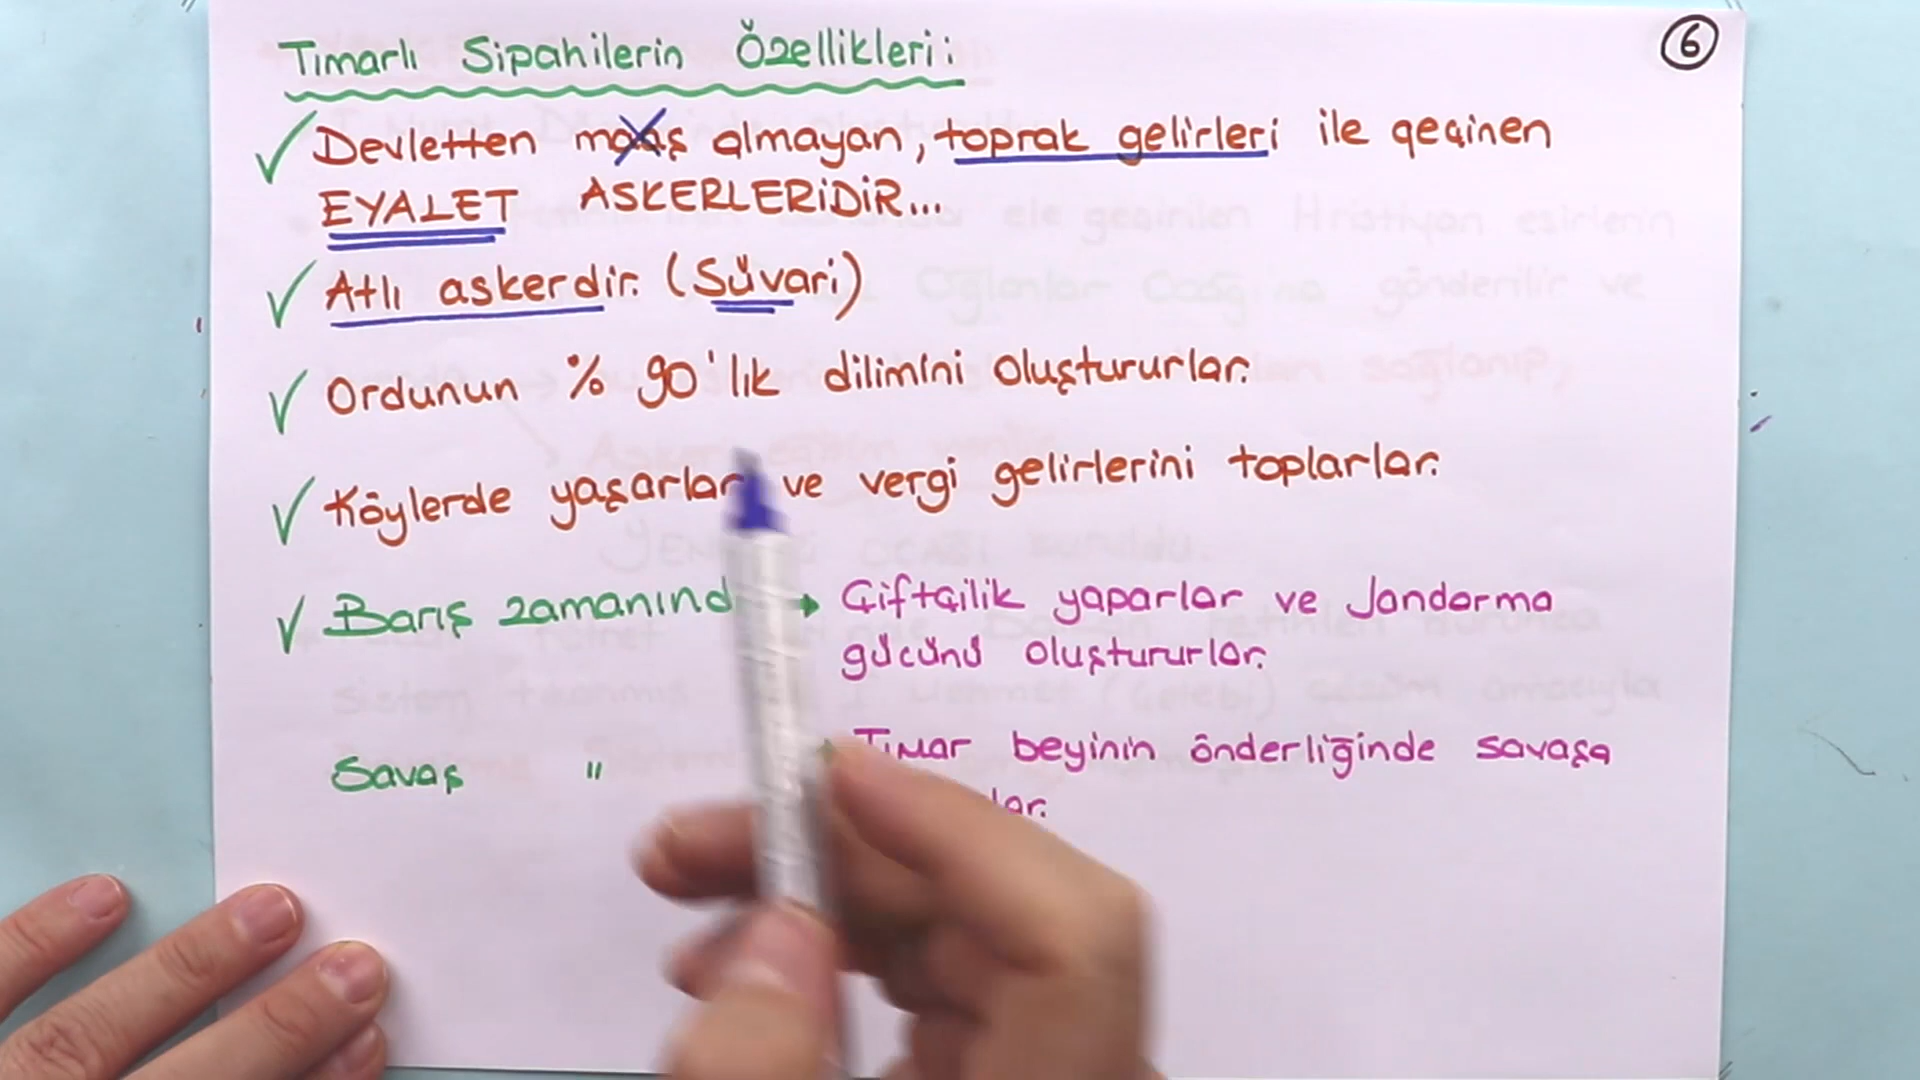 Tımarlı Sipahilerin Özellikleri:
6
Devletten maaş almayan, toprak gelirleri ile geçinen
EYALET ASKERLERİDİR...
Atlı askerdir. (Süvari)
Ordunun % 90'lık dilimini oluştururlar.
Köylerde yaşarlar ve vergi gelirlerini toplarlar.
Barış → Çiftçilik yaparlar ve Jandarma
gücünü oluştururlar.
Savaş " Tımar beyinin önderliğinde savaşa